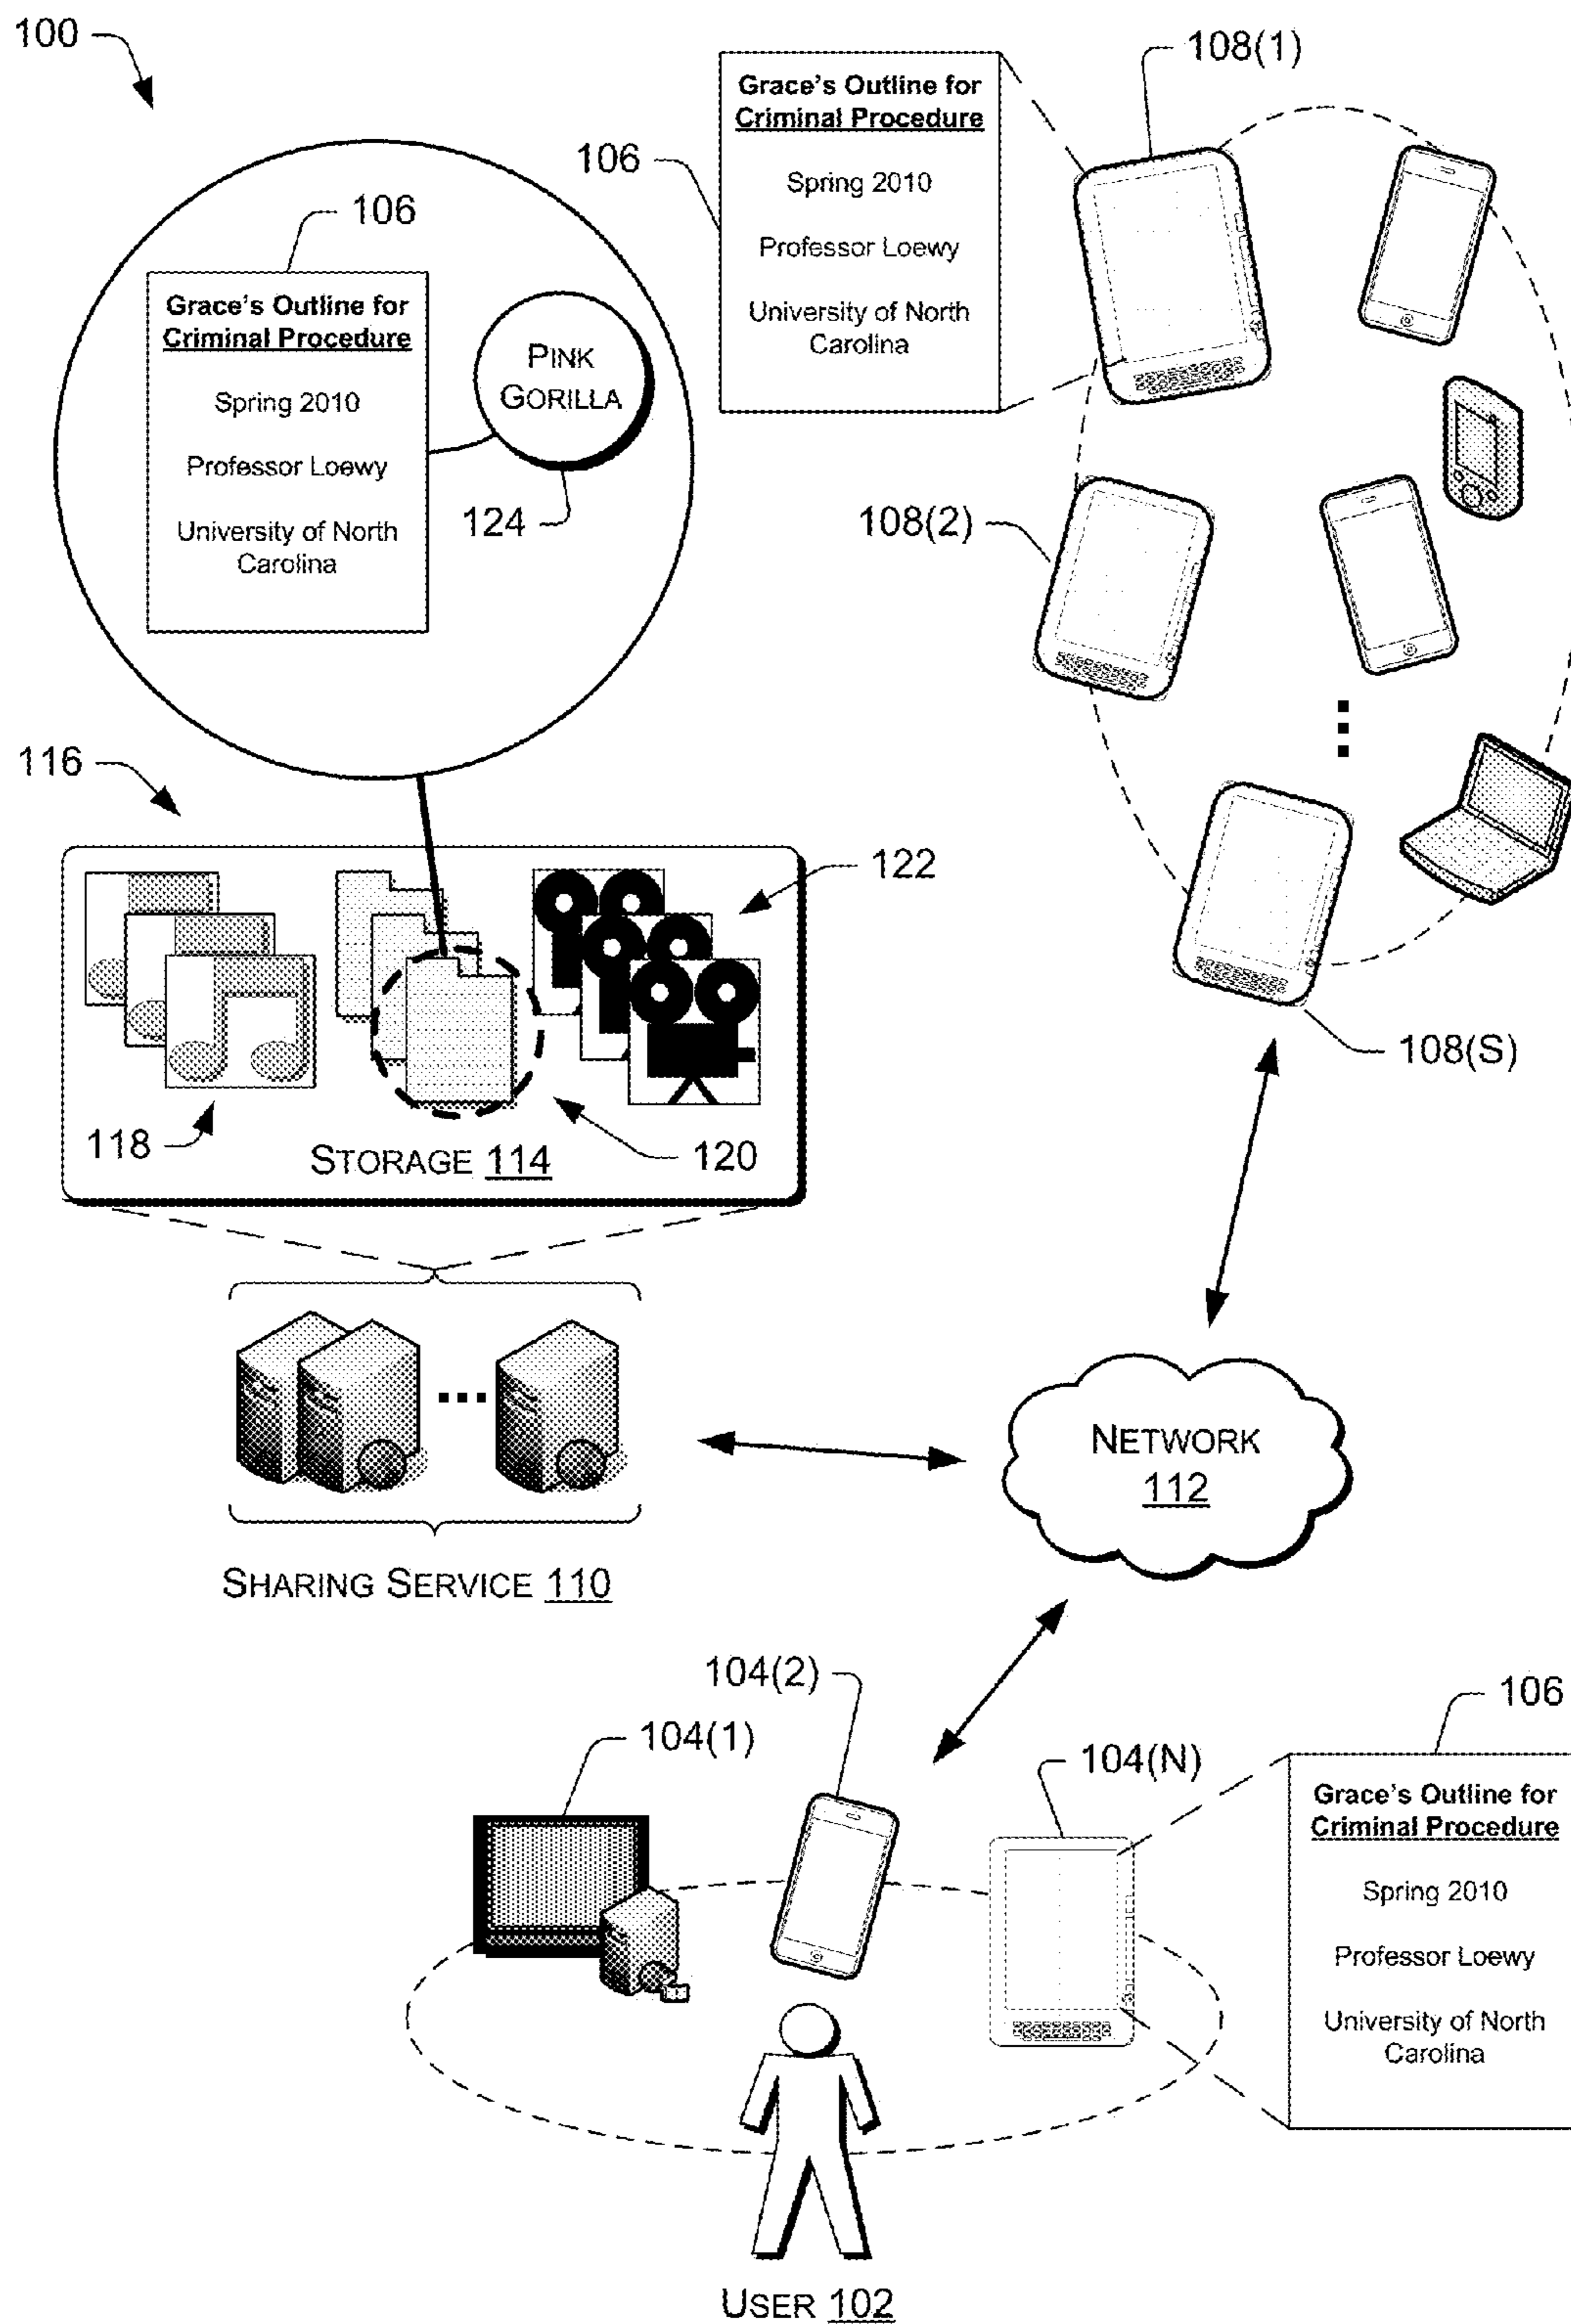 100
108(1)
Grace's Outline for
Criminal Procedure
Spring 2010
Professor Loewy
University of North
Carolina
106
106
Grace's Outline for
Criminal Procedure
Spring 2010
Professor Loewy
University of North
Carolina
PINK
GORILLA
124
108(2)
116
122
118
120
STORAGE 114
108(S)
NETWORK
112
SHARING SERVICE 110
104(2)
104(1)
104(N)
106
Grace's Outline for
Criminal Procedure
Spring 2010
Professor Loewy
University of North
Carolina
USER 102